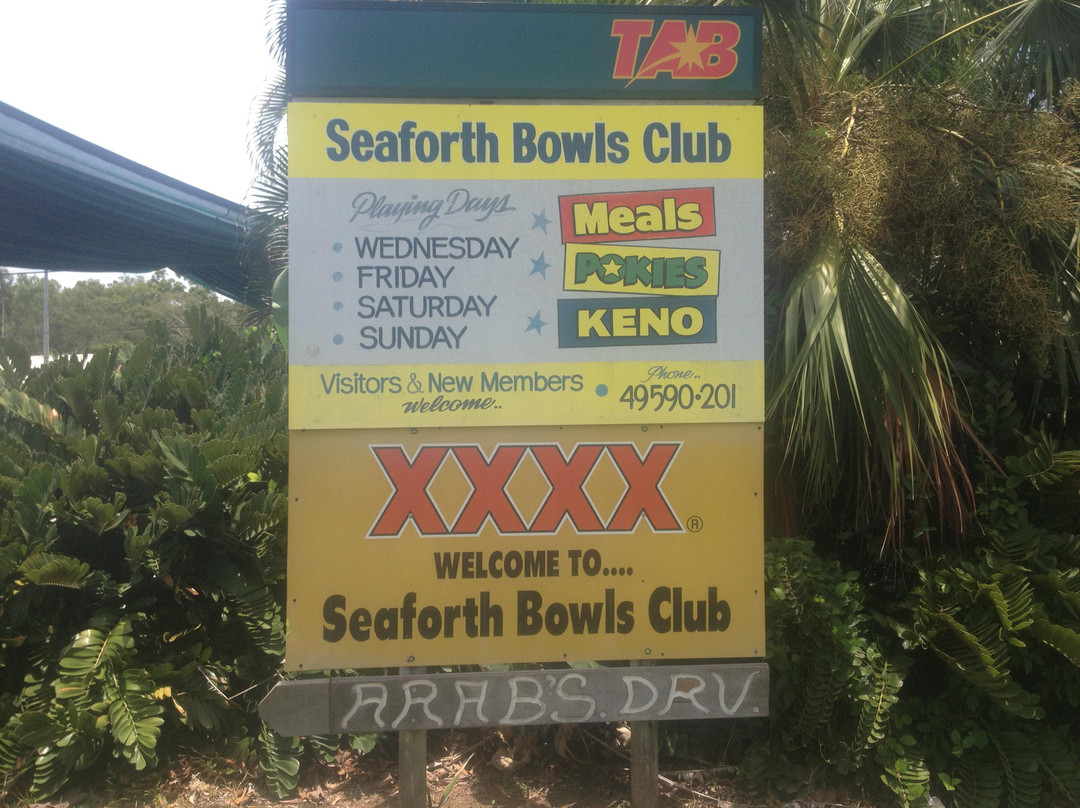 TAB
Seaforth Bowls Club
Playing Days
• WEDNESDAY
• FRIDAY
• SATURDAY
• SUNDAY
Meals
POKIES
KENO
Visitors & New Members
welcome..
• Phone..
49590•201
XXXX ®
WELCOME TO....
Seaforth Bowls Club
ARAB'S. DRV.